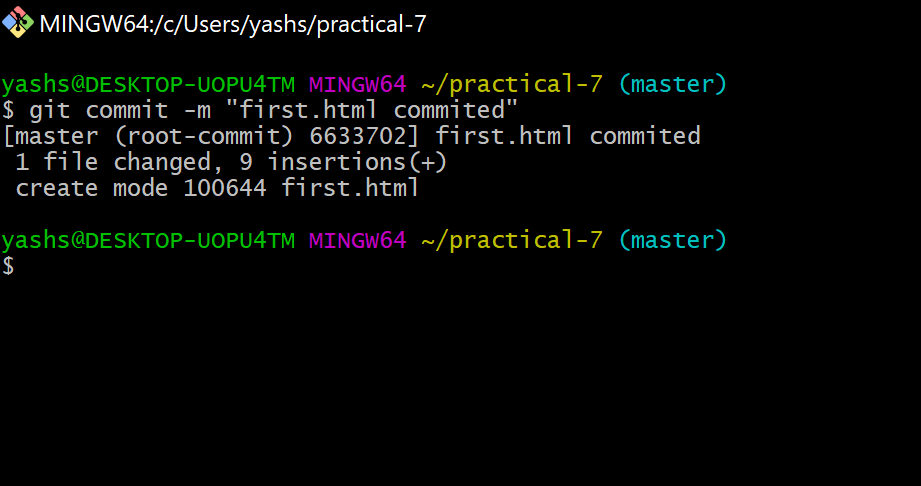 MINGW64:/c/Users/yashs/practical-7
yashs@DESKTOP-UOPU4TM MINGW64 ~/practical-7 (master)
$ git commit -m "first.html commited"
[master (root-commit) 6633702] first.html commited
 1 file changed, 9 insertions(+)
 create mode 100644 first.html
yashs@DESKTOP-UOPU4TM MINGW64 ~/practical-7 (master)
$